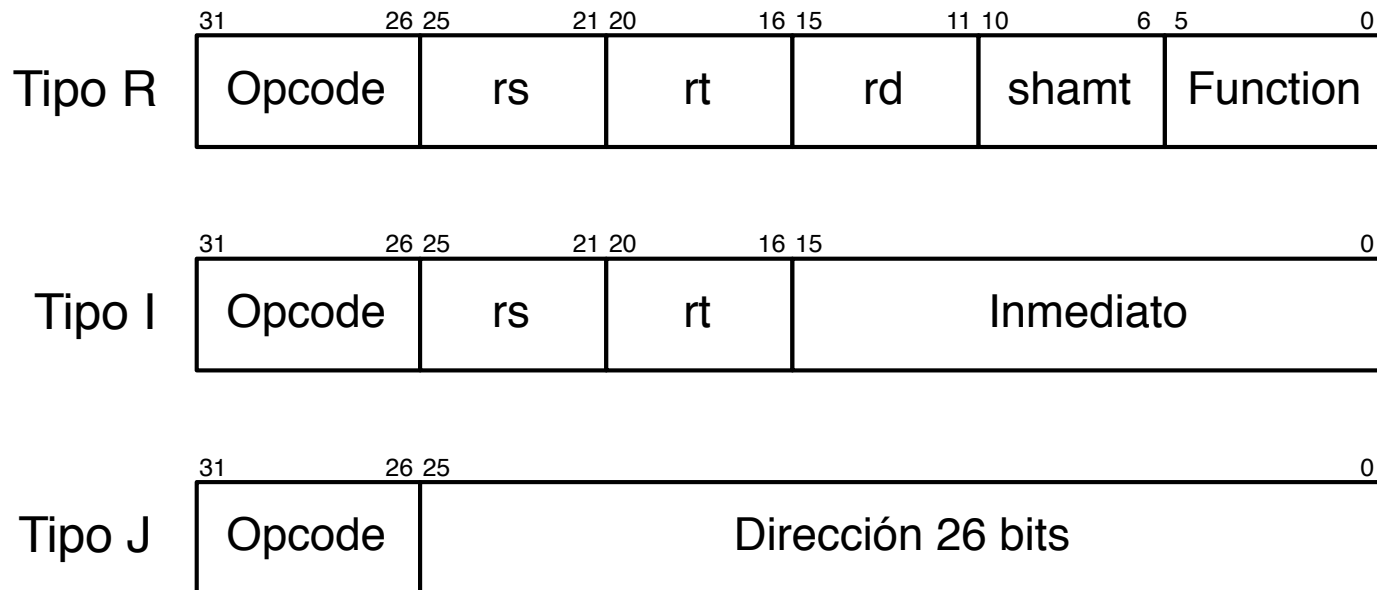 31 26 25 21 20 16 15 11 10 6 5 0
Tipo R Opcode rs rt rd shamt Function
31 26 25 21 20 16 15 0
Tipo I Opcode rs rt Inmediato
31 26 25 0
Tipo J Opcode Dirección 26 bits